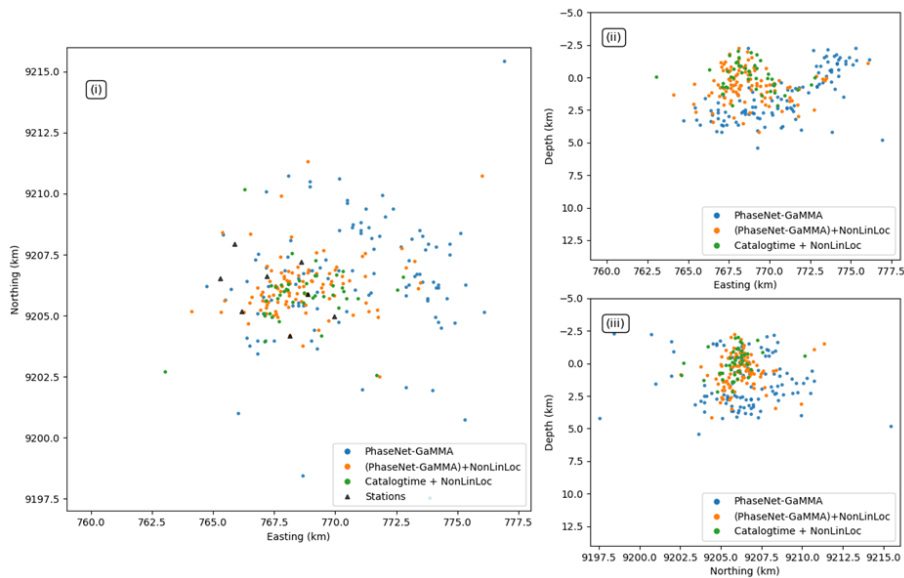 (i)
9215.0
9212.5
9210.0
9207.5
9205.0
9202.5
9200.0
9197.5
Northing (km)
PhaseNet-GaMMA
(PhaseNet-GaMMA)+NonLinLoc
Catalogtime + NonLinLoc
Stations
760.0 762.5 765.0 767.5 770.0 772.5 775.0 777.5
Easting (km)
(ii)
−5.0
−2.5
0.0
2.5
5.0
7.5
10.0
12.5
Depth (km)
PhaseNet-GaMMA
(PhaseNet-GaMMA)+NonLinLoc
Catalogtime + NonLinLoc
760.0 762.5 765.0 767.5 770.0 772.5 775.0 777.5
Easting (km)
(iii)
−5.0
−2.5
0.0
2.5
5.0
7.5
10.0
12.5
Depth (km)
PhaseNet-GaMMA
(PhaseNet-GaMMA)+NonLinLoc
Catalogtime + NonLinLoc
9197.5 9200.0 9202.5 9205.0 9207.5 9210.0 9212.5 9215.0
Northing (km)